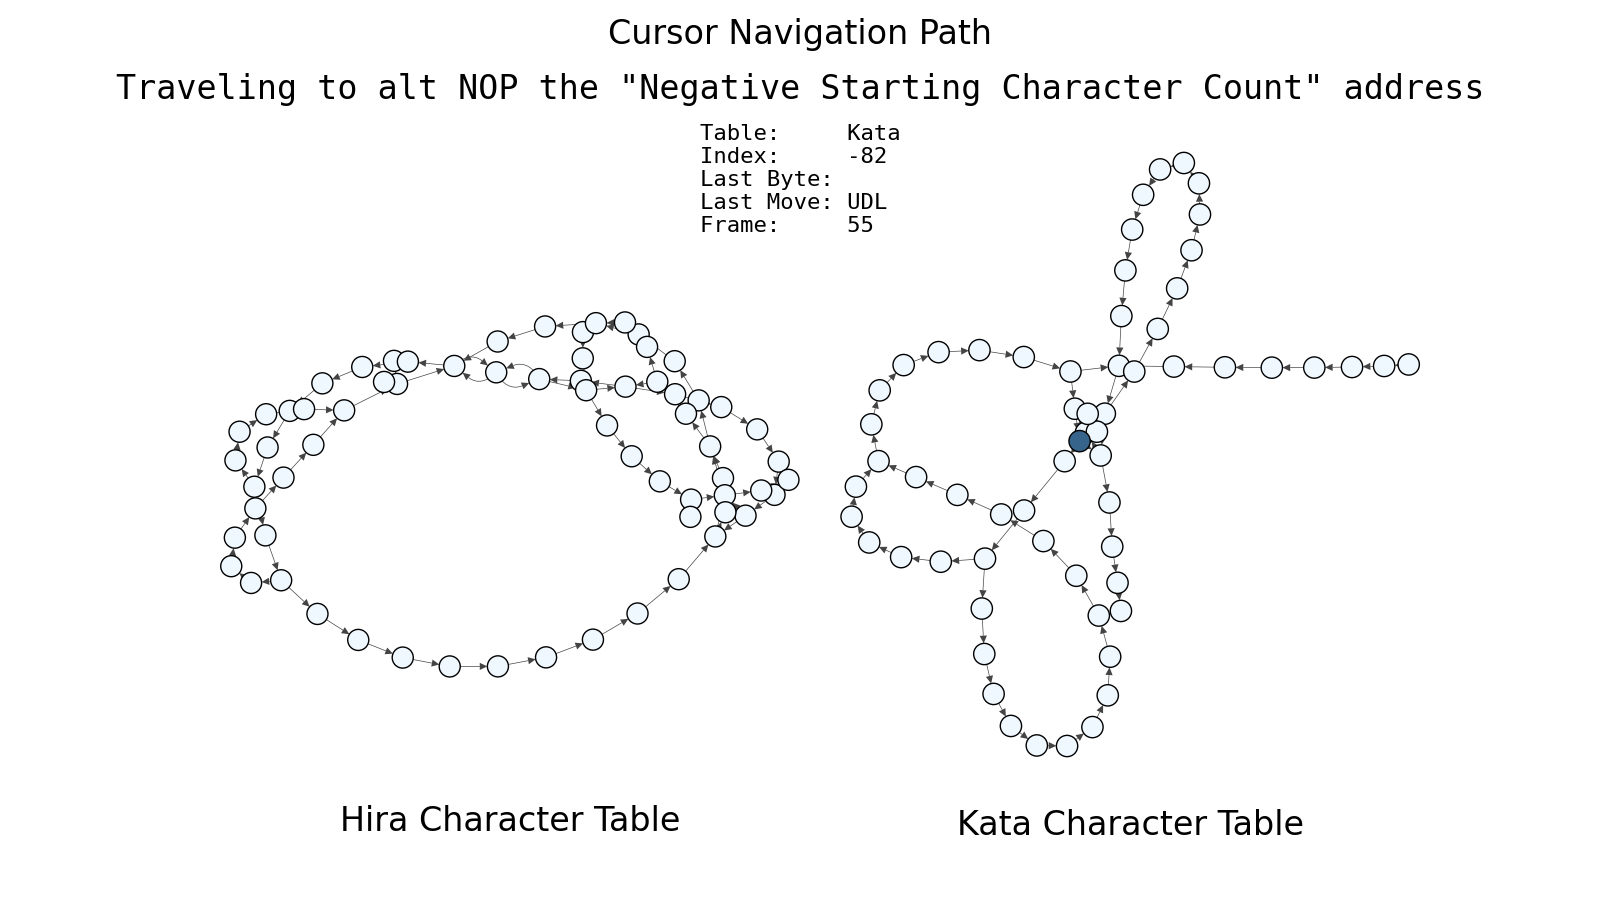 Cursor Navigation Path
Traveling to alt NOP the "Negative Starting Character Count" address
Table: Kata
Index: -82
Last Byte:
Last Move: UDL
Frame: 55
Hira Character Table
Kata Character Table